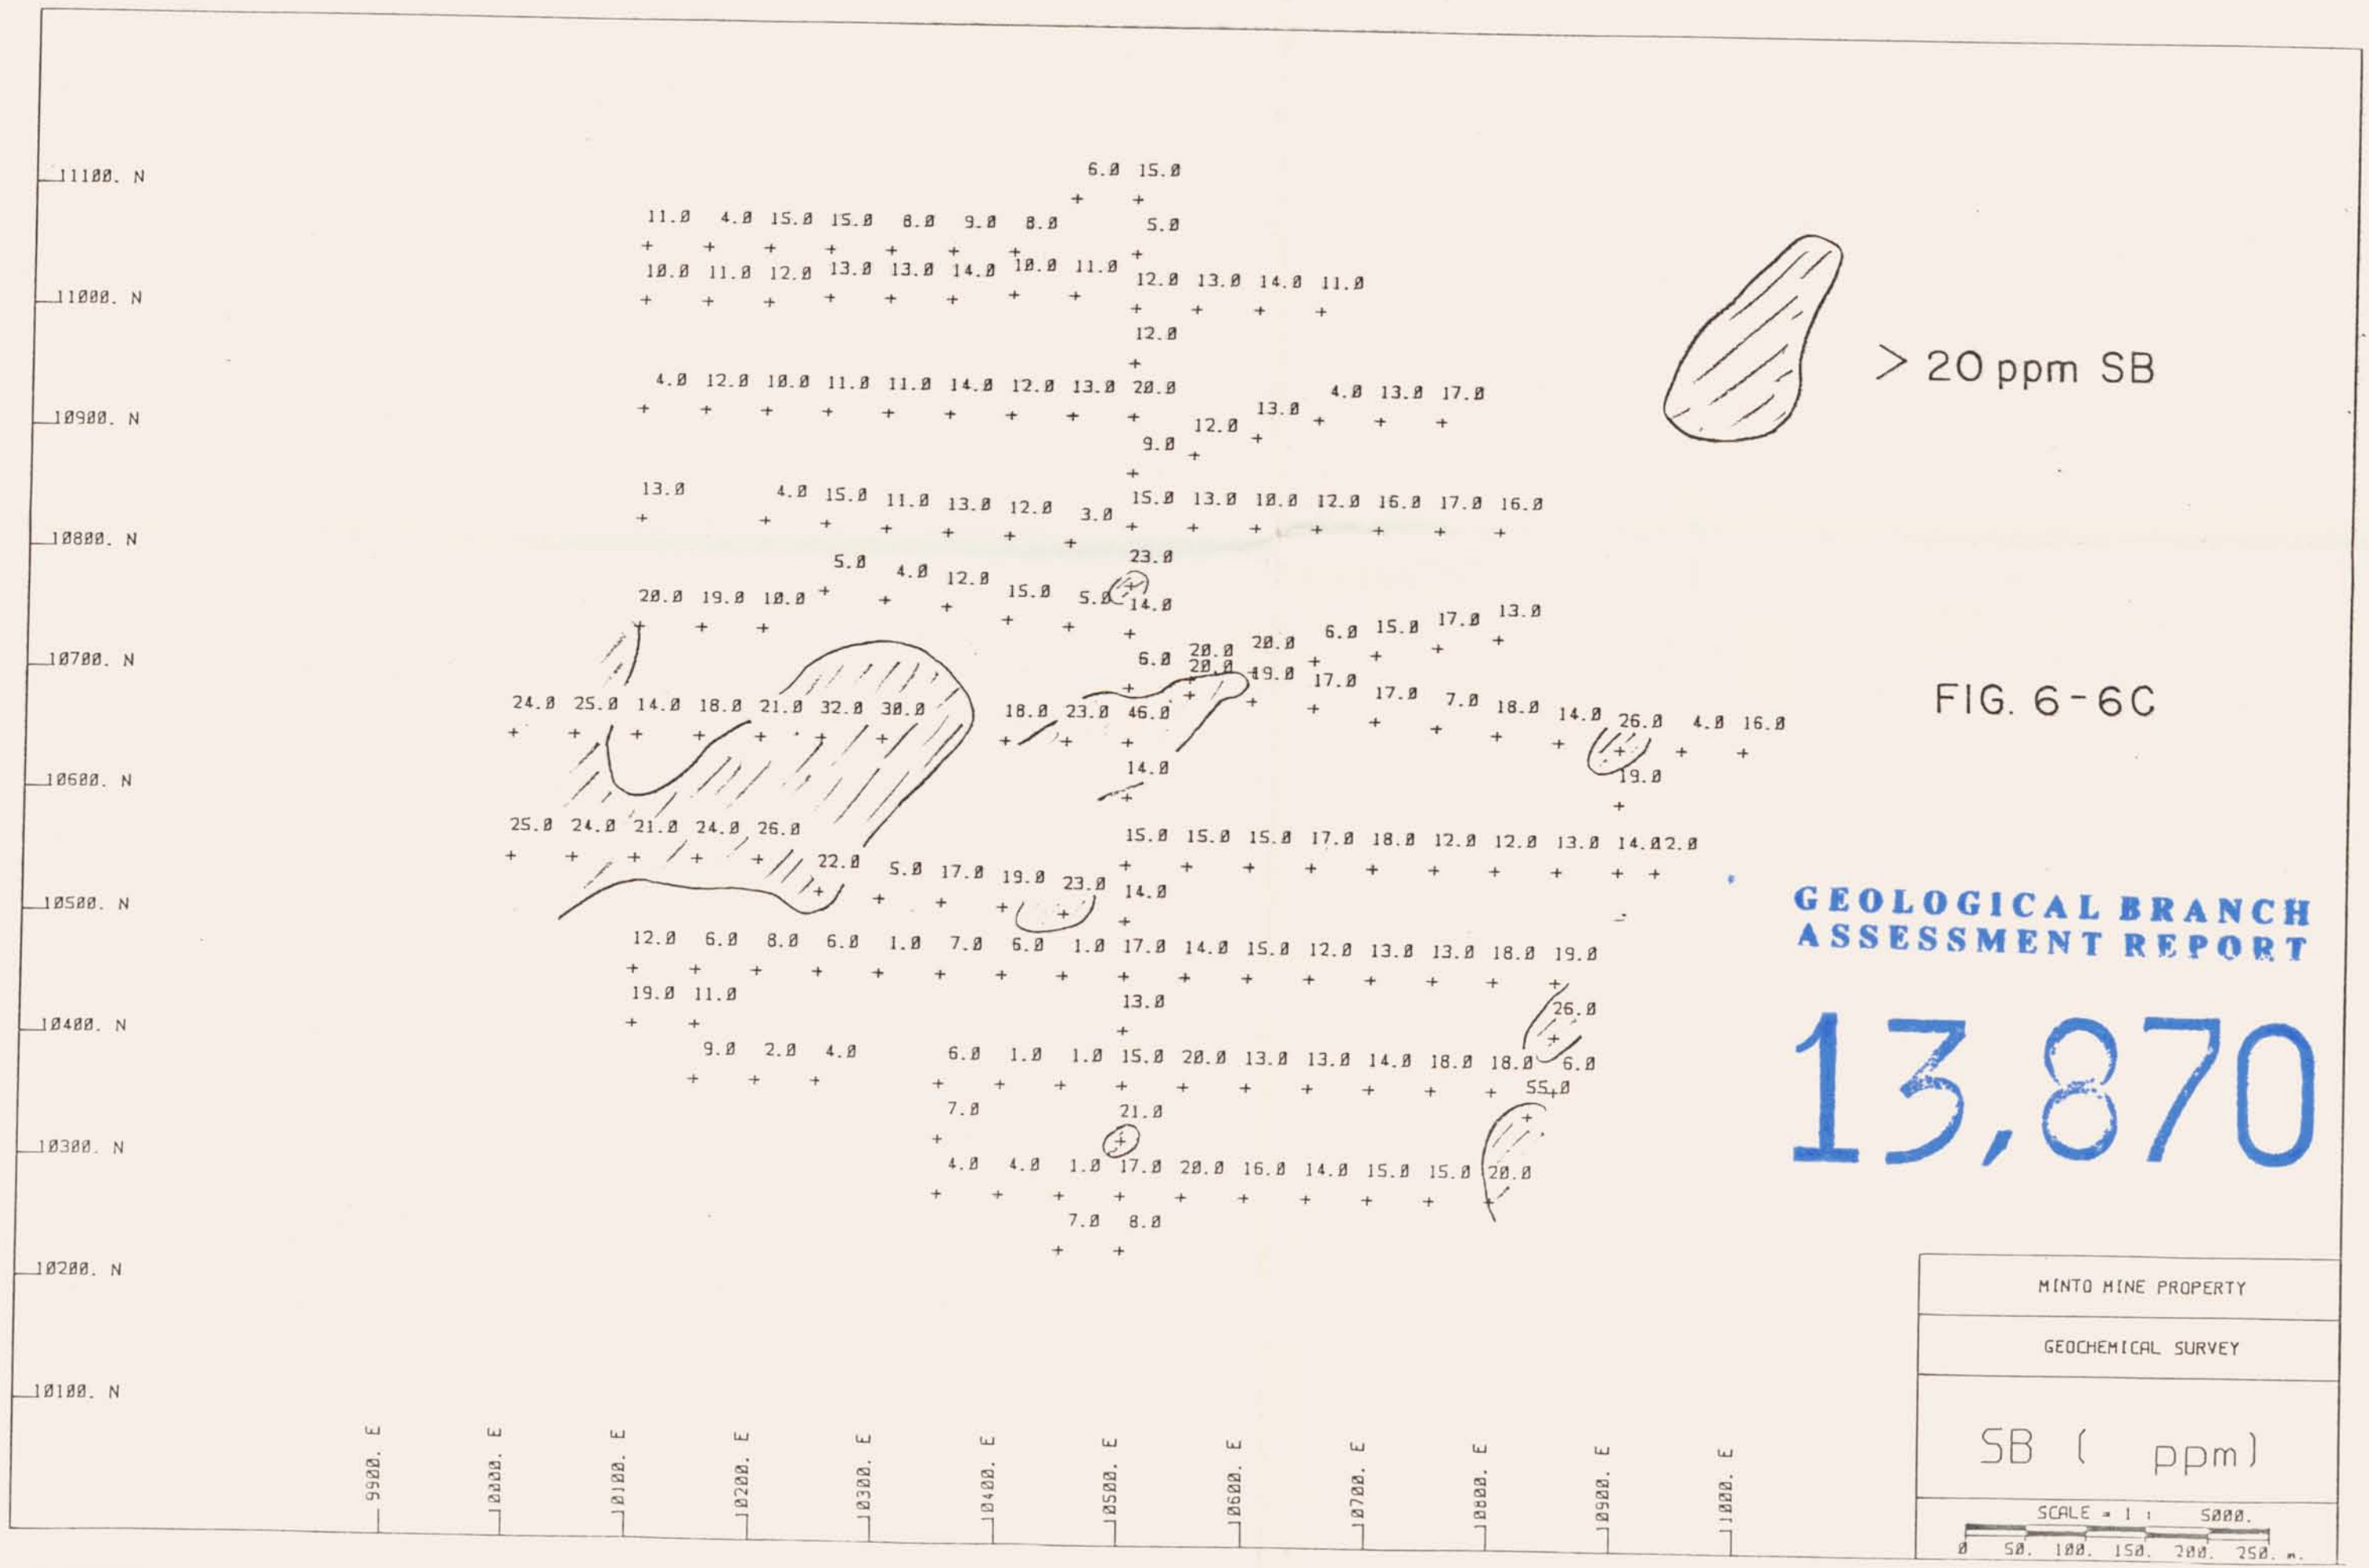 6.0 15.0
11100. N
11.0 4.0 15.0 15.0 8.0 9.0 8.0 5.0
10.0 11.0 12.0 13.0 13.0 14.0 10.0 11.0 12.0 13.0 14.0 11.0
11000. N
12.0
> 20 ppm SB
4.0 12.0 10.0 11.0 11.0 14.0 12.0 13.0 20.0 4.0 13.0 17.0
10900. N
12.0 13.0
9.0
13.0 4.0 15.0 11.0 13.0 12.0 3.0 15.0 13.0 10.0 12.0 16.0 17.0 16.0
10800. N
23.0
5.0 4.0 12.0 15.0 5.0 14.0
20.0 19.0 10.0
6.0 15.0 17.0 13.0
10700. N
6.0 20.0 20.0
20.0 19.0 17.0 17.0 7.0 18.0 14.0 26.0 4.0 16.0
FIG. 6-6C
24.0 25.0 14.0 18.0 21.0 32.0 30.0 18.0 23.0 46.0
10600. N
14.0
19.0
25.0 24.0 21.0 24.0 26.0
15.0 15.0 15.0 17.0 18.0 12.0 12.0 13.0 14.0 2.0
22.0 5.0 17.0 19.0 23.0 14.0
10500. N
GEOLOGICAL BRANCH
ASSESSMENT REPORT
12.0 6.0 8.0 6.0 1.0 7.0 6.0 1.0 17.0 14.0 15.0 12.0 13.0 13.0 18.0 19.0
19.0 11.0
13.0
26.0
10400. N
13,870
9.0 2.0 4.0 6.0 1.0 1.0 15.0 20.0 13.0 13.0 14.0 18.0 18.0 6.0
55.0
7.0 21.0
10300. N
4.0 4.0 1.0 17.0 20.0 16.0 14.0 15.0 15.0 20.0
7.0 8.0
10200. N
MINTO MINE PROPERTY
GEOCHEMICAL SURVEY
10100. N
SB ( ppm)
9900. E
10000. E
10100. E
10200. E
10300. E
10400. E
10500. E
10600. E
10700. E
10800. E
10900. E
11000. E
SCALE = 1 : 5000.
0 50. 100. 150. 200. 250. m.